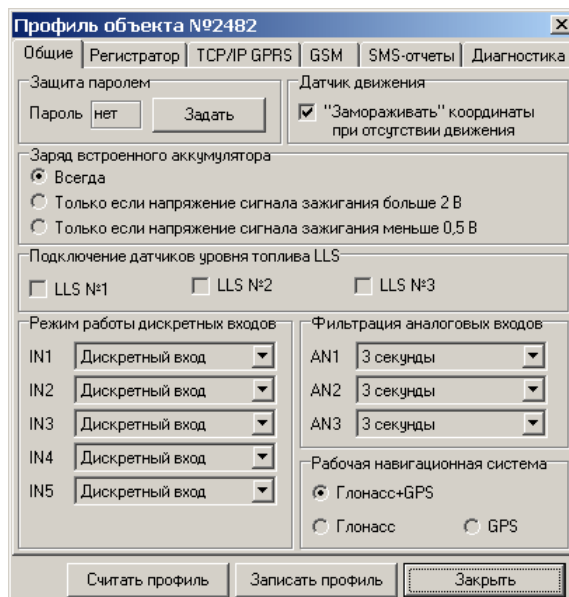 Профиль объекта №2482
Общие Регистратор TCP/IP GPRS GSM SMS-отчеты Диагностика
Защита паролем
Пароль нет Задать
Датчик движения
"Замораживать" координаты
при отсутствии движения
Заряд встроенного аккумулятора
Всегда
Только если напряжение сигнала зажигания больше 2 В
Только если напряжение сигнала зажигания меньше 0,5 В
Подключение датчиков уровня топлива LLS
LLS №1 LLS №2 LLS №3
Режим работы дискретных входов
IN1 Дискретный вход
IN2 Дискретный вход
IN3 Дискретный вход
IN4 Дискретный вход
IN5 Дискретный вход
Фильтрация аналоговых входов
AN1 3 секунды
AN2 3 секунды
AN3 3 секунды
Рабочая навигационная система
Глонасс+GPS
Глонасс GPS
Считать профиль Записать профиль Закрыть